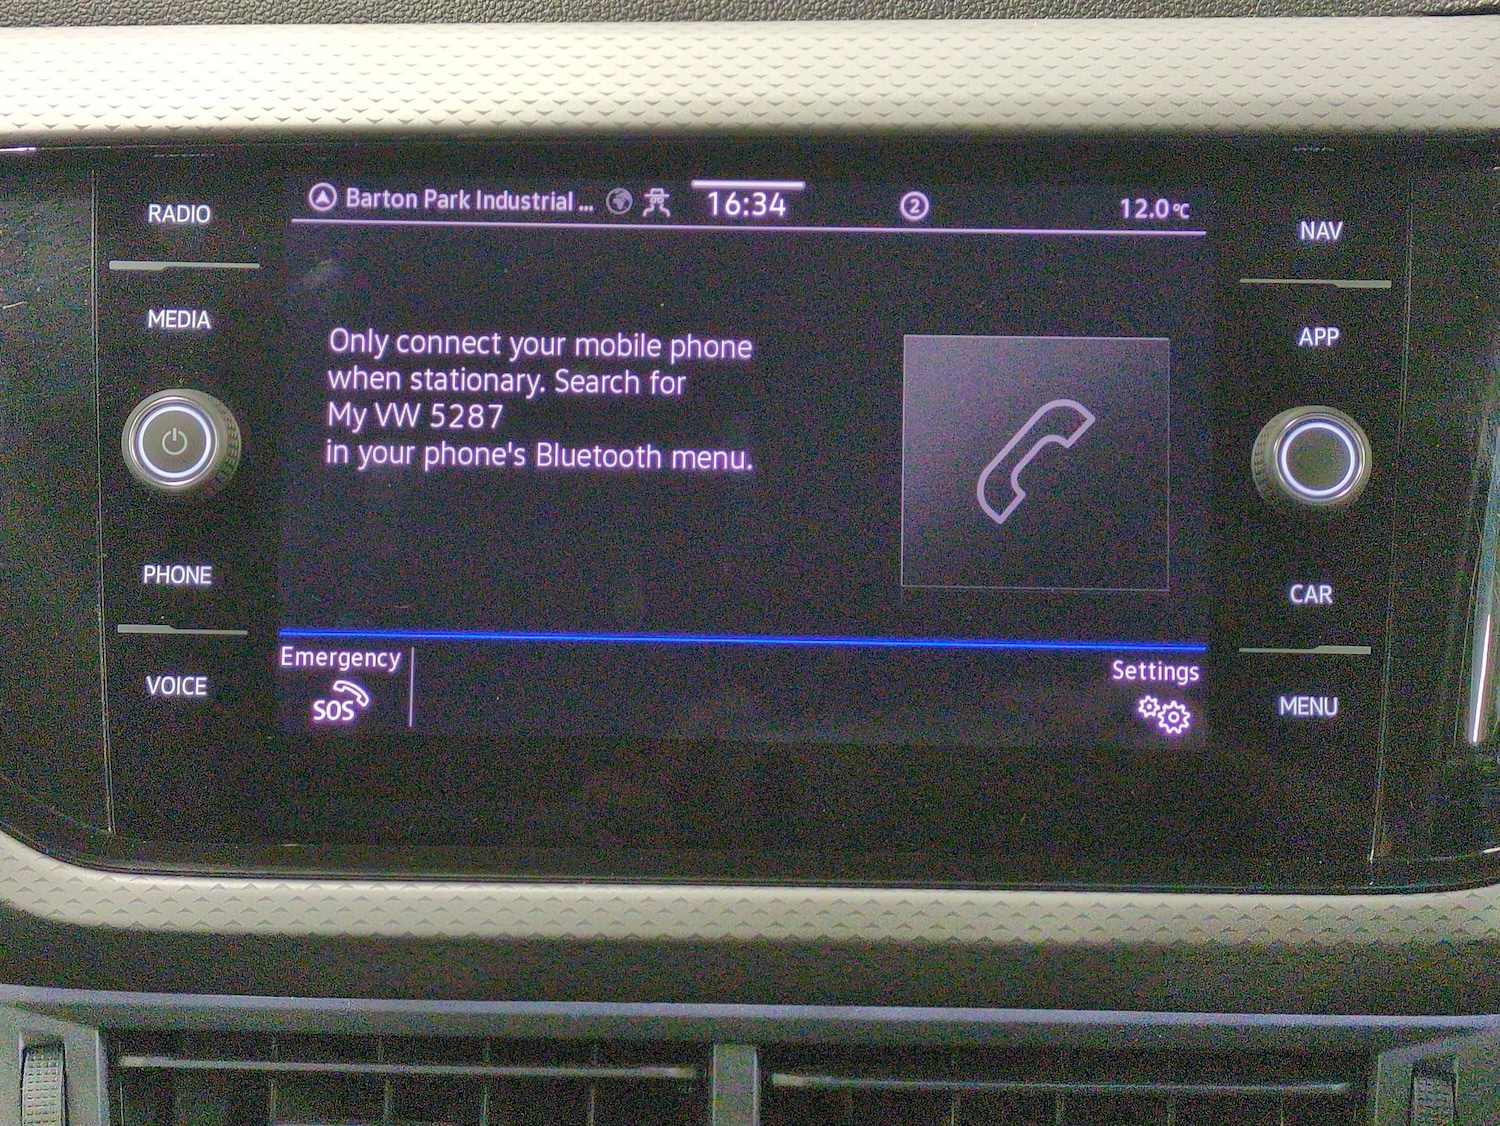 RADIO
MEDIA
PHONE
VOICE
Barton Park Industrial ...
16:34
2
12.0°C
Only connect your mobile phone
when stationary. Search for
My VW 5287
in your phone's Bluetooth menu.
Emergency
SOS
Settings
NAV
APP
CAR
MENU